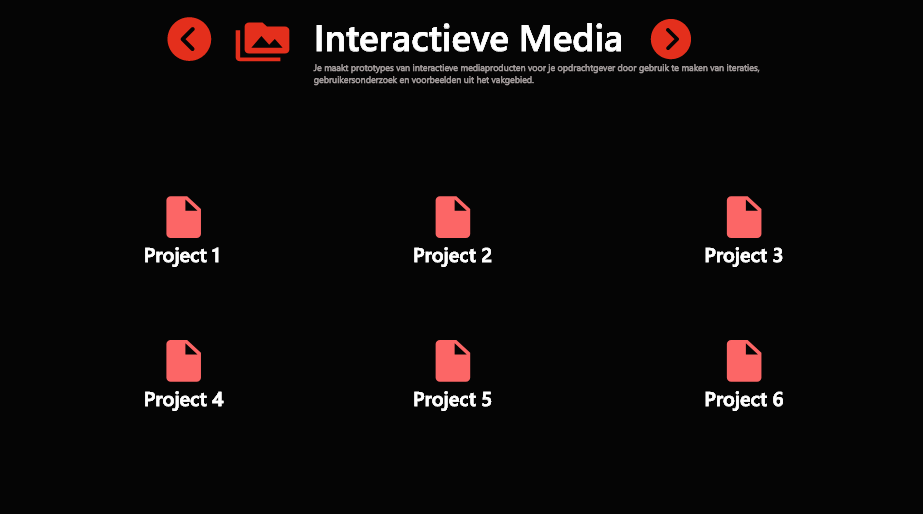 Interactieve Media
Je maakt prototypes van interactieve mediaproducten voor je opdrachtgever door gebruik te maken van iteraties,
gebruikersonderzoek en voorbeelden uit het vakgebied.
Project 1
Project 2
Project 3
Project 4
Project 5
Project 6